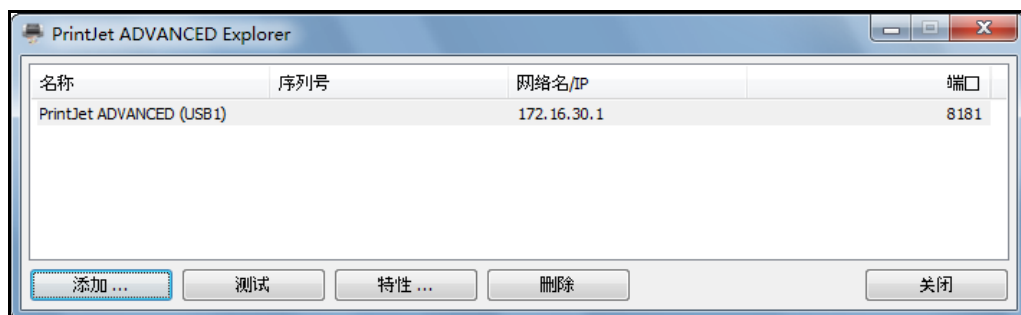 PrintJet ADVANCED Explorer
名称 序列号 网络名/IP 端口
PrintJet ADVANCED (USB1) 172.16.30.1 8181
添加 ... 测试 特性 ... 删除 关闭